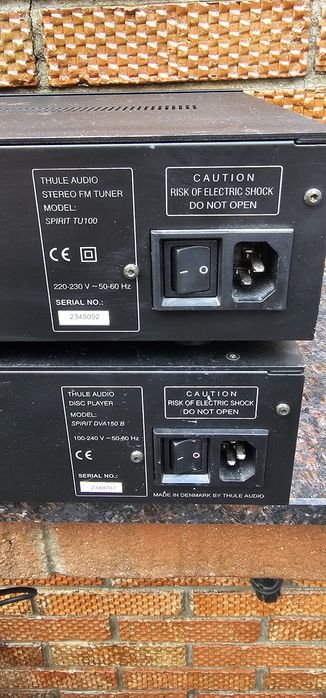 THULE AUDIO
STEREO FM TUNER
MODEL:
SPIRIT TU100
CE
220-230 V ~ 50-60 Hz
SERIAL NO.:
2349092
CAUTION
RISK OF ELECTRIC SHOCK
DO NOT OPEN
I O
THULE AUDIO
DISC PLAYER
MODEL:
SPIRIT DVA150 B
100-240 V ~ 50-60 Hz
CE
SERIAL NO.:
CAUTION
RISK OF ELECTRIC SHOCK
DO NOT OPEN
I O
MADE IN DENMARK BY THULE AUDIO